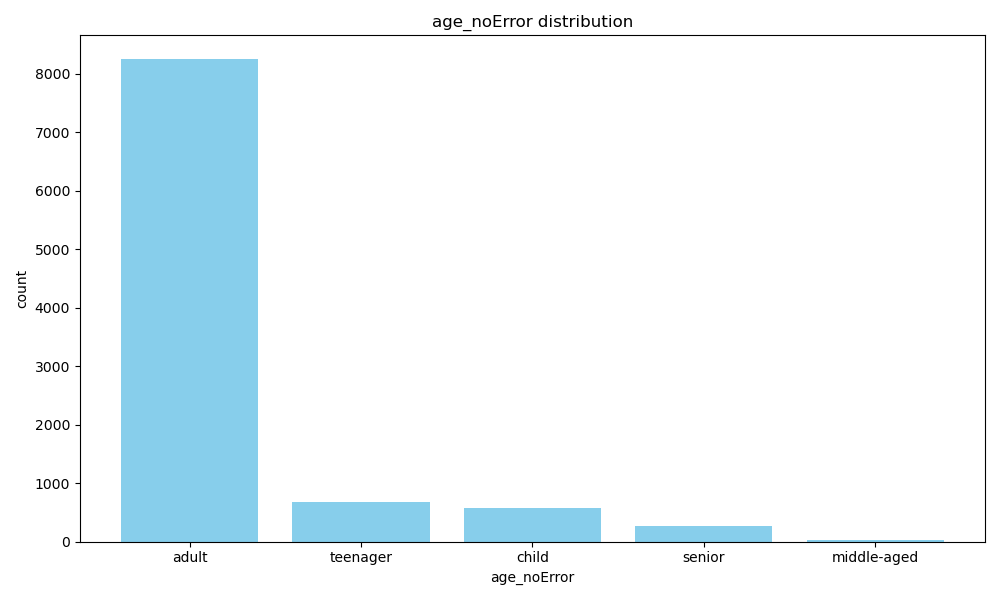 age_noError distribution
8000
7000
6000
5000
4000
3000
2000
1000
0
count
adult teenager child senior middle-aged
age_noError